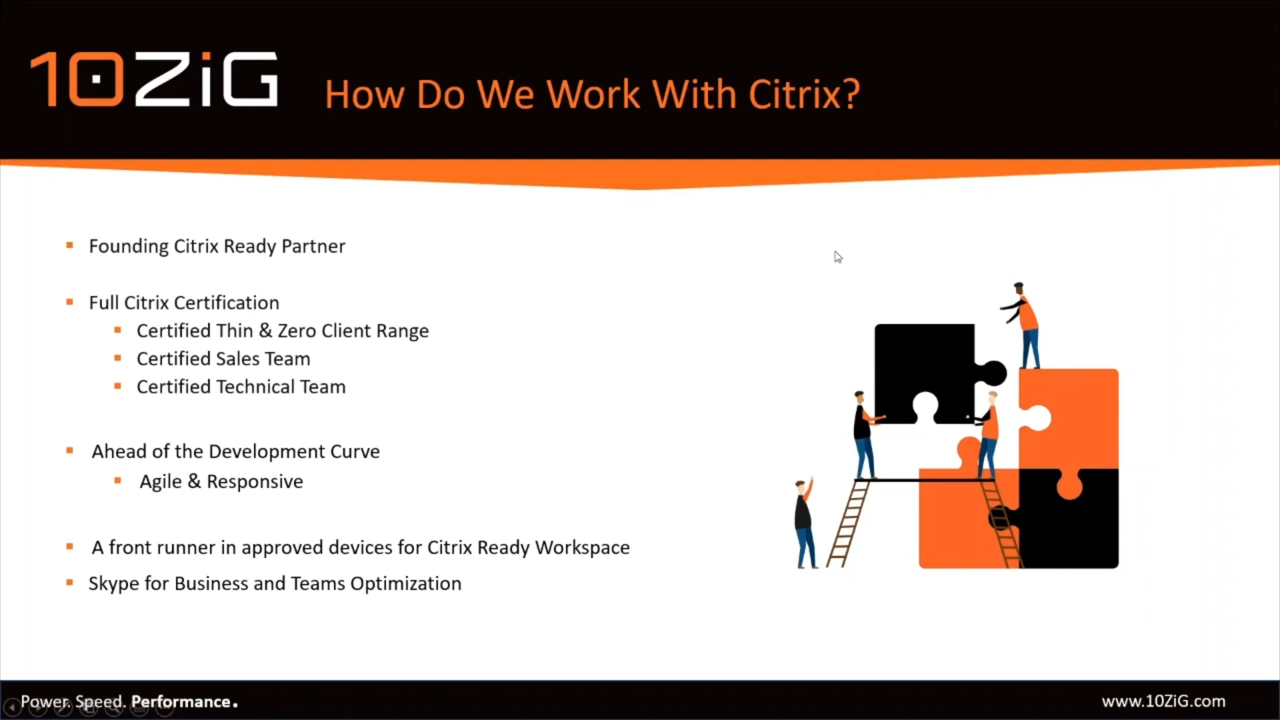 10ZiG
How Do We Work With Citrix?
Founding Citrix Ready Partner
Full Citrix Certification
Certified Thin & Zero Client Range
Certified Sales Team
Certified Technical Team
Ahead of the Development Curve
Agile & Responsive
A front runner in approved devices for Citrix Ready Workspace
Skype for Business and Teams Optimization
Power. Speed. Performance.
www.10ZiG.com